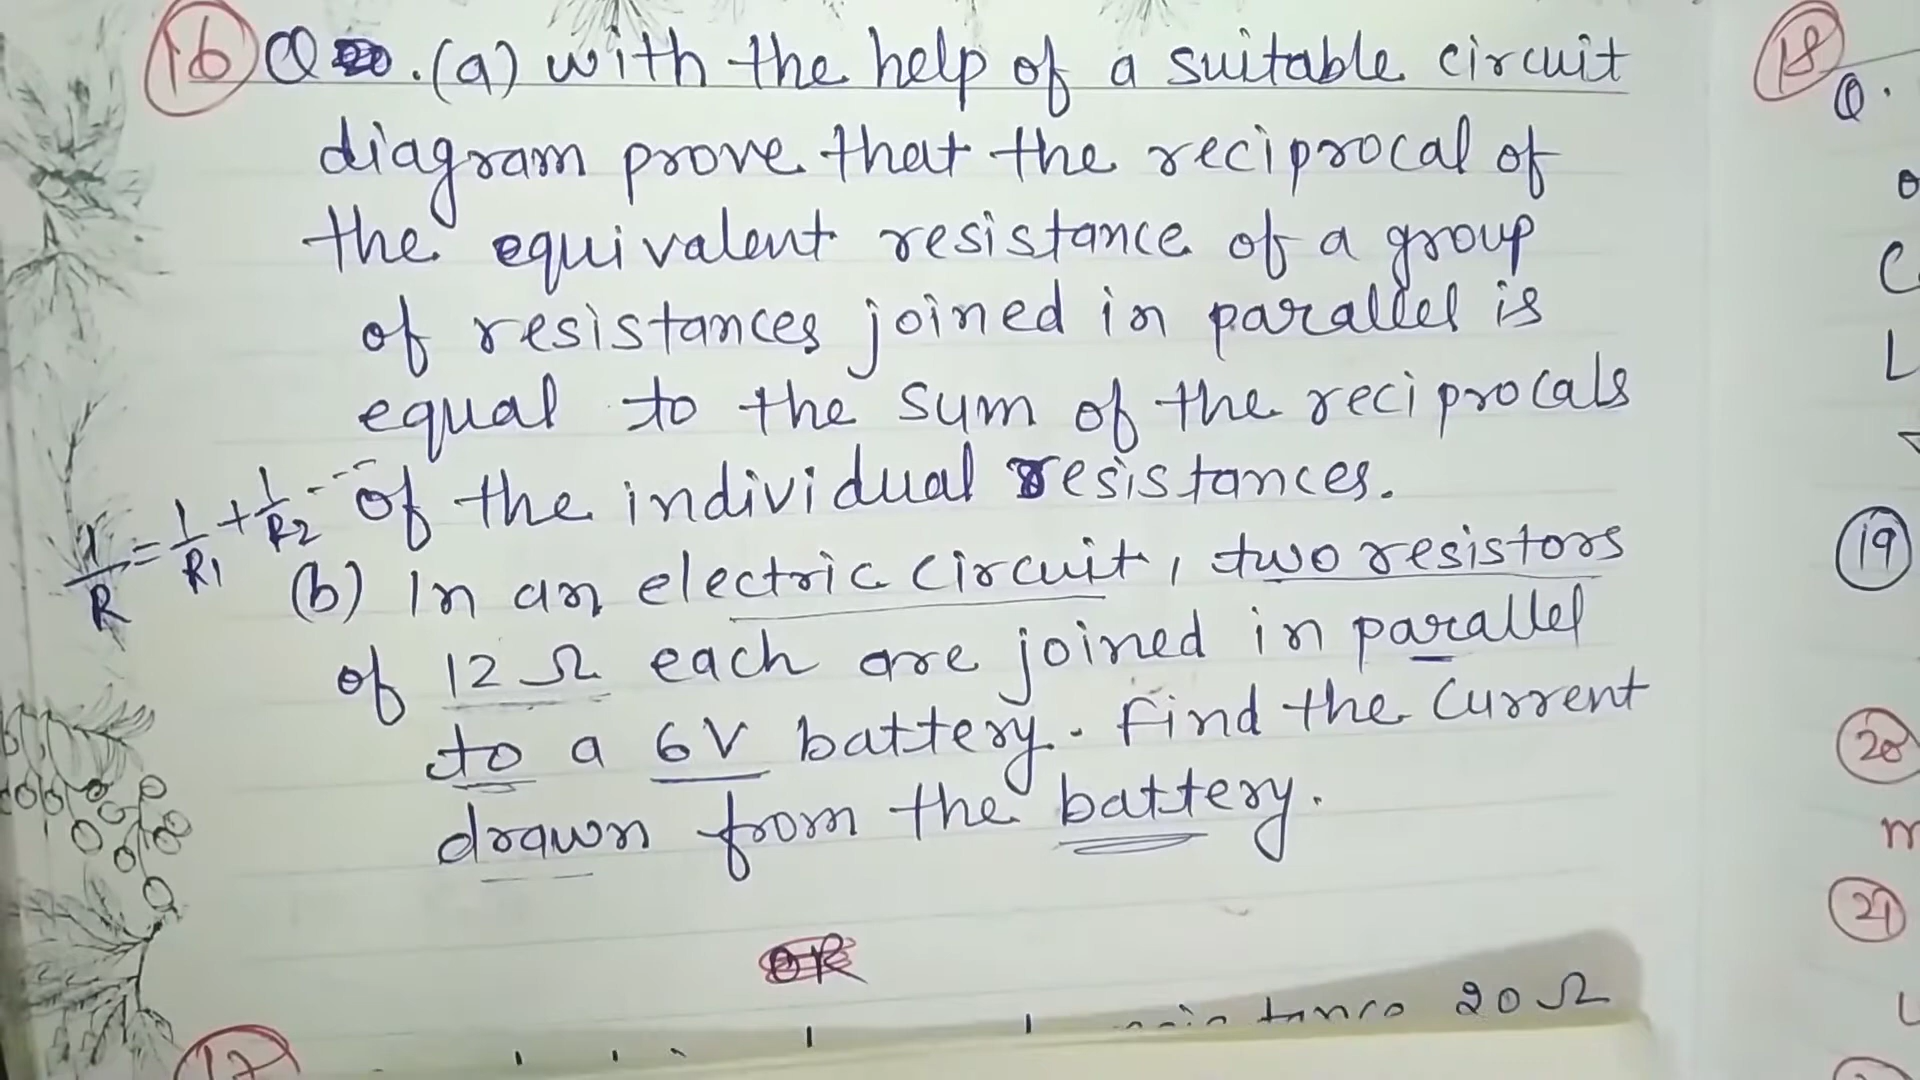 16 Q . (a) with the help of a suitable circuit
diagram prove that the reciprocal of
the equivalent resistance of a group
of resistances joined in parallel is
equal to the sum of the reciprocals
of the individual resistances.
1/R = 1/R1 + 1/R2 ---
(b) In an electric circuit, two resistors
of 12 Ω each are joined in parallel
to a 6V battery. Find the current
drawn from the battery.
OR
20 Ω
17
18
Q.
19
20
21